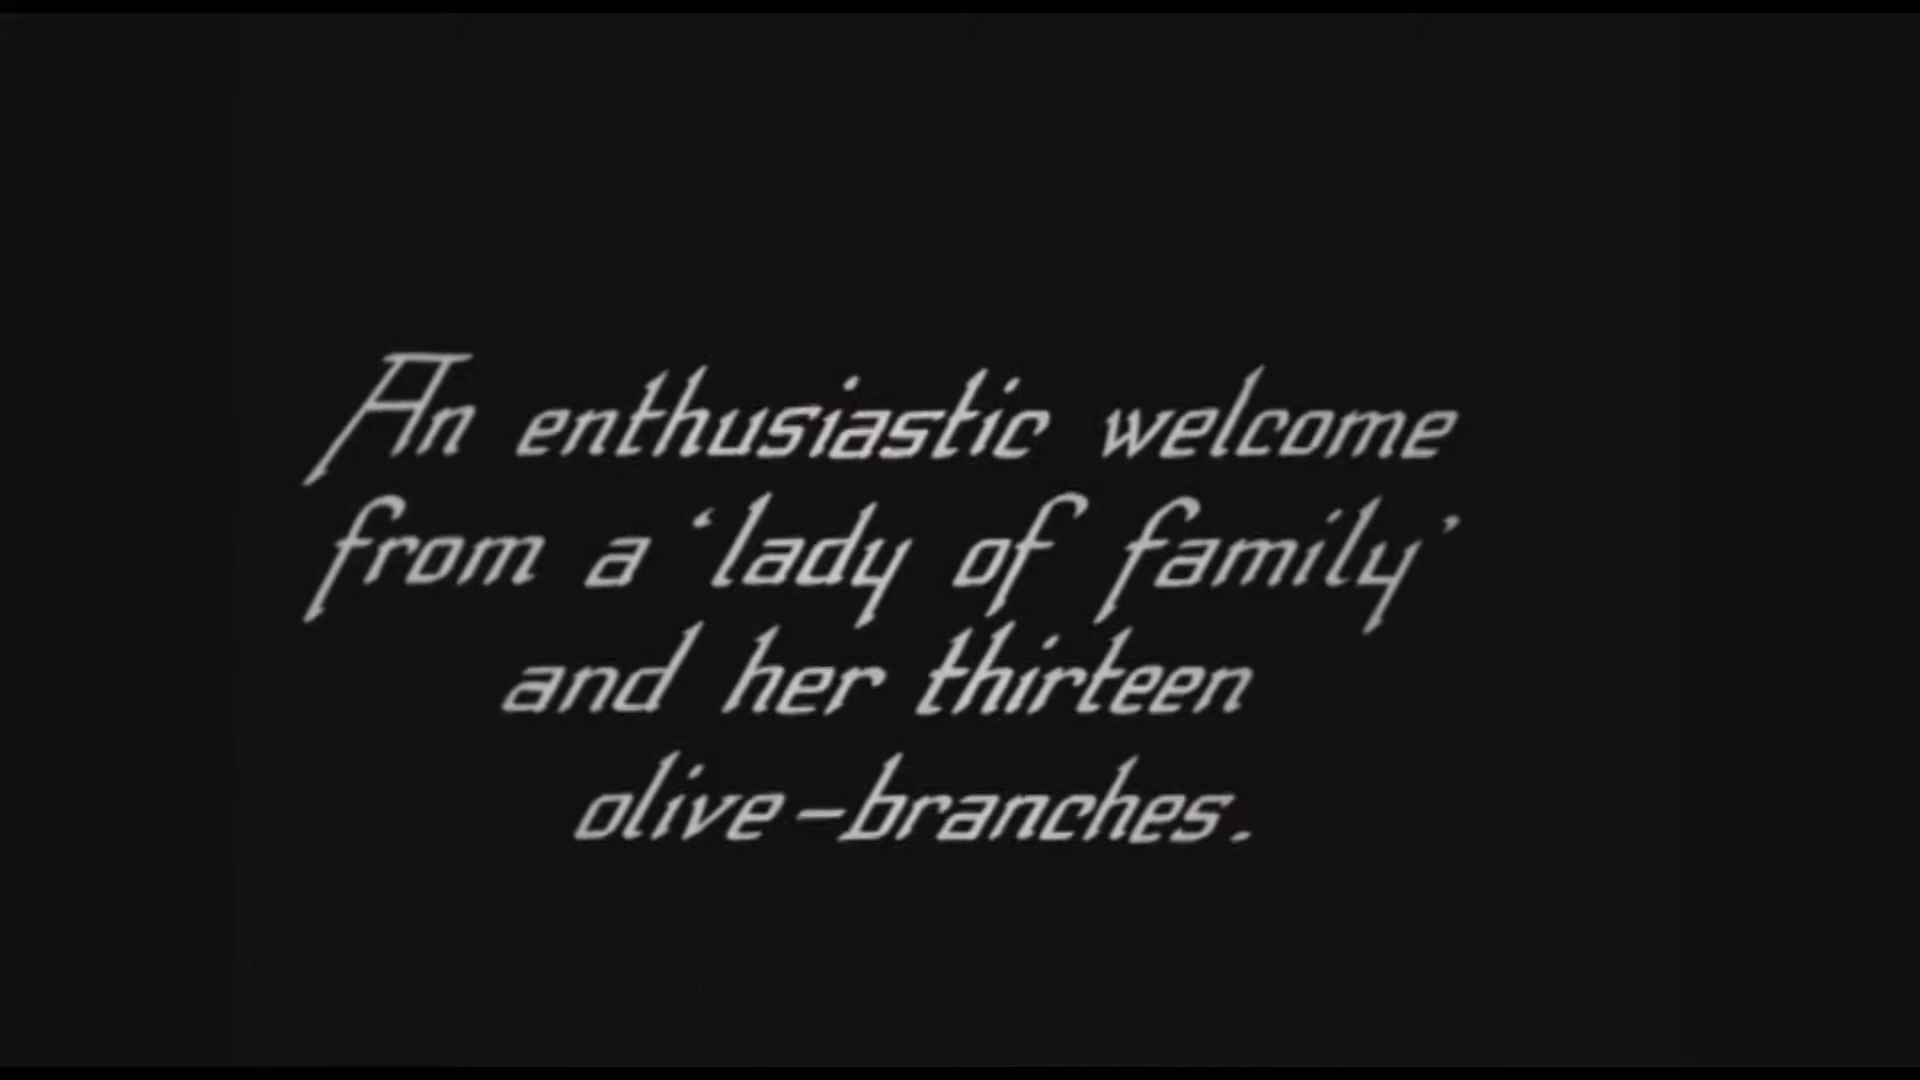 An enthusiastic welcome
from a ‘lady of family’
and her thirteen
olive-branches.